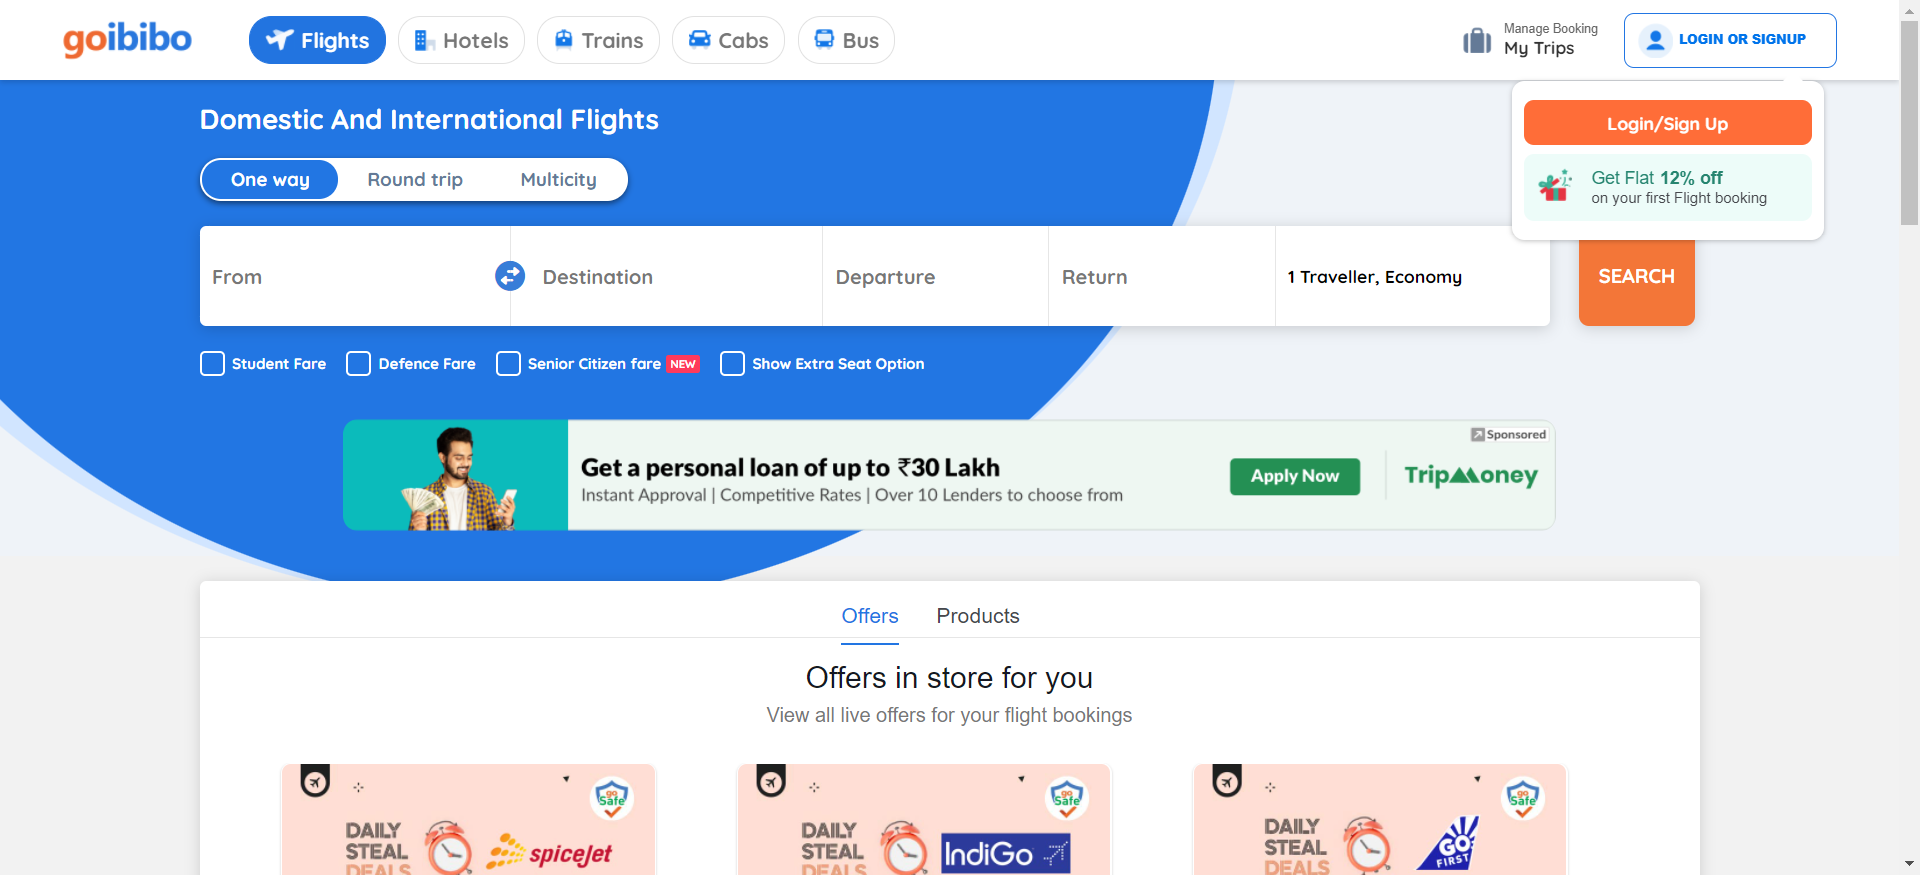 goibibo
Flights
Hotels
Trains
Cabs
Bus
Manage Booking
My Trips
LOGIN OR SIGNUP
Login/Sign Up
Get Flat 12% off
on your first Flight booking
Domestic And International Flights
One way
Round trip
Multicity
From
Destination
Departure
Return
1 Traveller, Economy
SEARCH
Student Fare
Defence Fare
Senior Citizen fare NEW
Show Extra Seat Option
Sponsored
Get a personal loan of up to ₹30 Lakh
Instant Approval | Competitive Rates | Over 10 Lenders to choose from
Apply Now
TripMoney
Offers
Products
Offers in store for you
View all live offers for your flight bookings
go Safe
DAILY
STEAL
DEALS
spiceJet
go Safe
DAILY
STEAL
DEALS
IndiGo
go Safe
DAILY
STEAL
DEALS
GO
FIRST